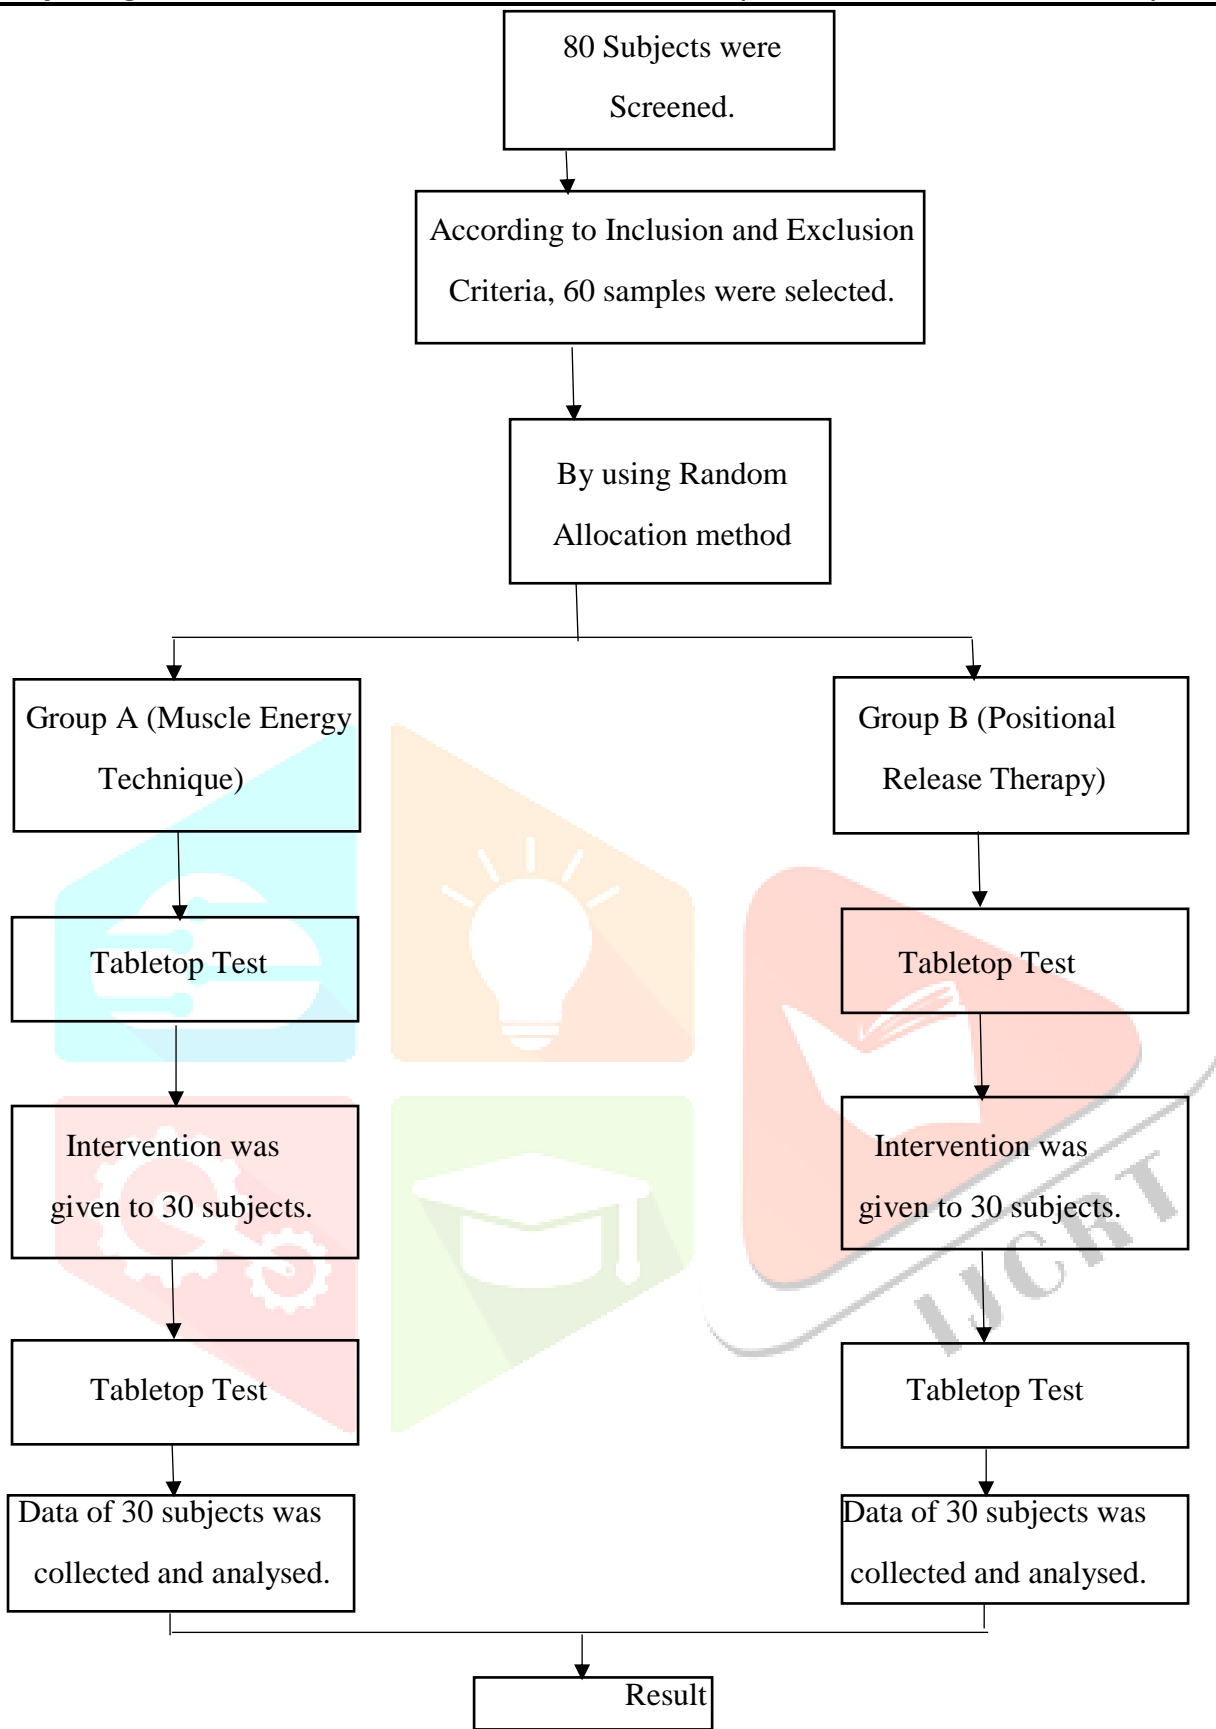 80 Subjects were
Screened.
According to Inclusion and Exclusion
Criteria, 60 samples were selected.
By using Random
Allocation method
Group A (Muscle Energy
Technique)
Group B (Positional
Release Therapy)
Tabletop Test
Tabletop Test
Intervention was
given to 30 subjects.
Intervention was
given to 30 subjects.
Tabletop Test
Tabletop Test
Data of 30 subjects was
collected and analysed.
Data of 30 subjects was
collected and analysed.
Result
IJCRT